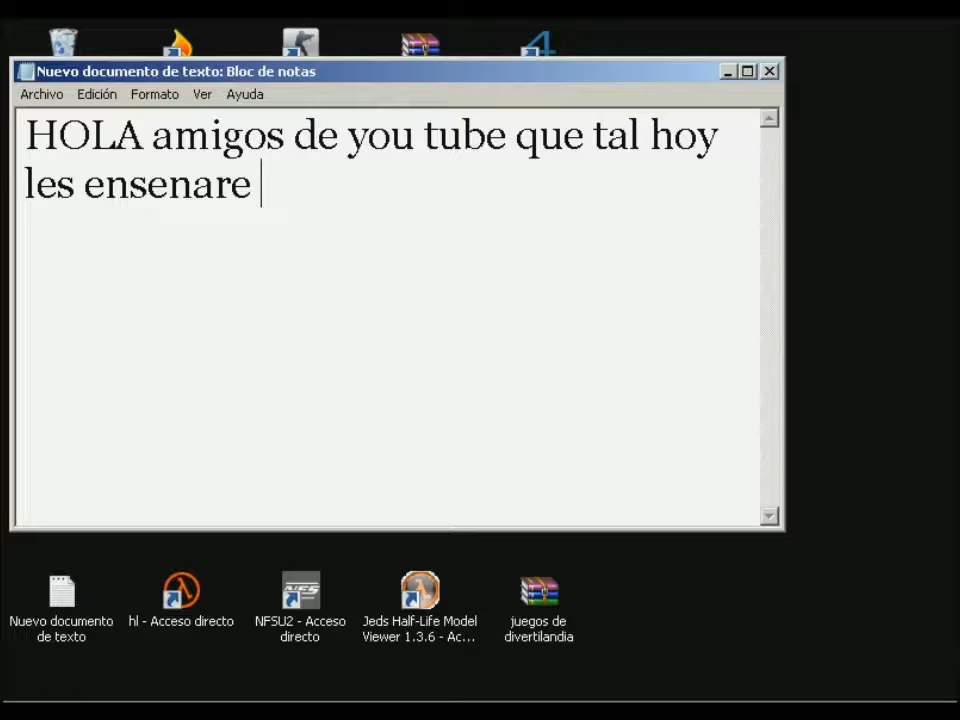 Nuevo documento de texto: Bloc de notas
Archivo Edición Formato Ver Ayuda
HOLA amigos de you tube que tal hoy
les ensenare
Nuevo documento
de texto
hl - Acceso directo
NFSU2 - Acceso
directo
Jeds Half-Life Model
Viewer 1.3.6 - Ac...
juegos de
divertilandia